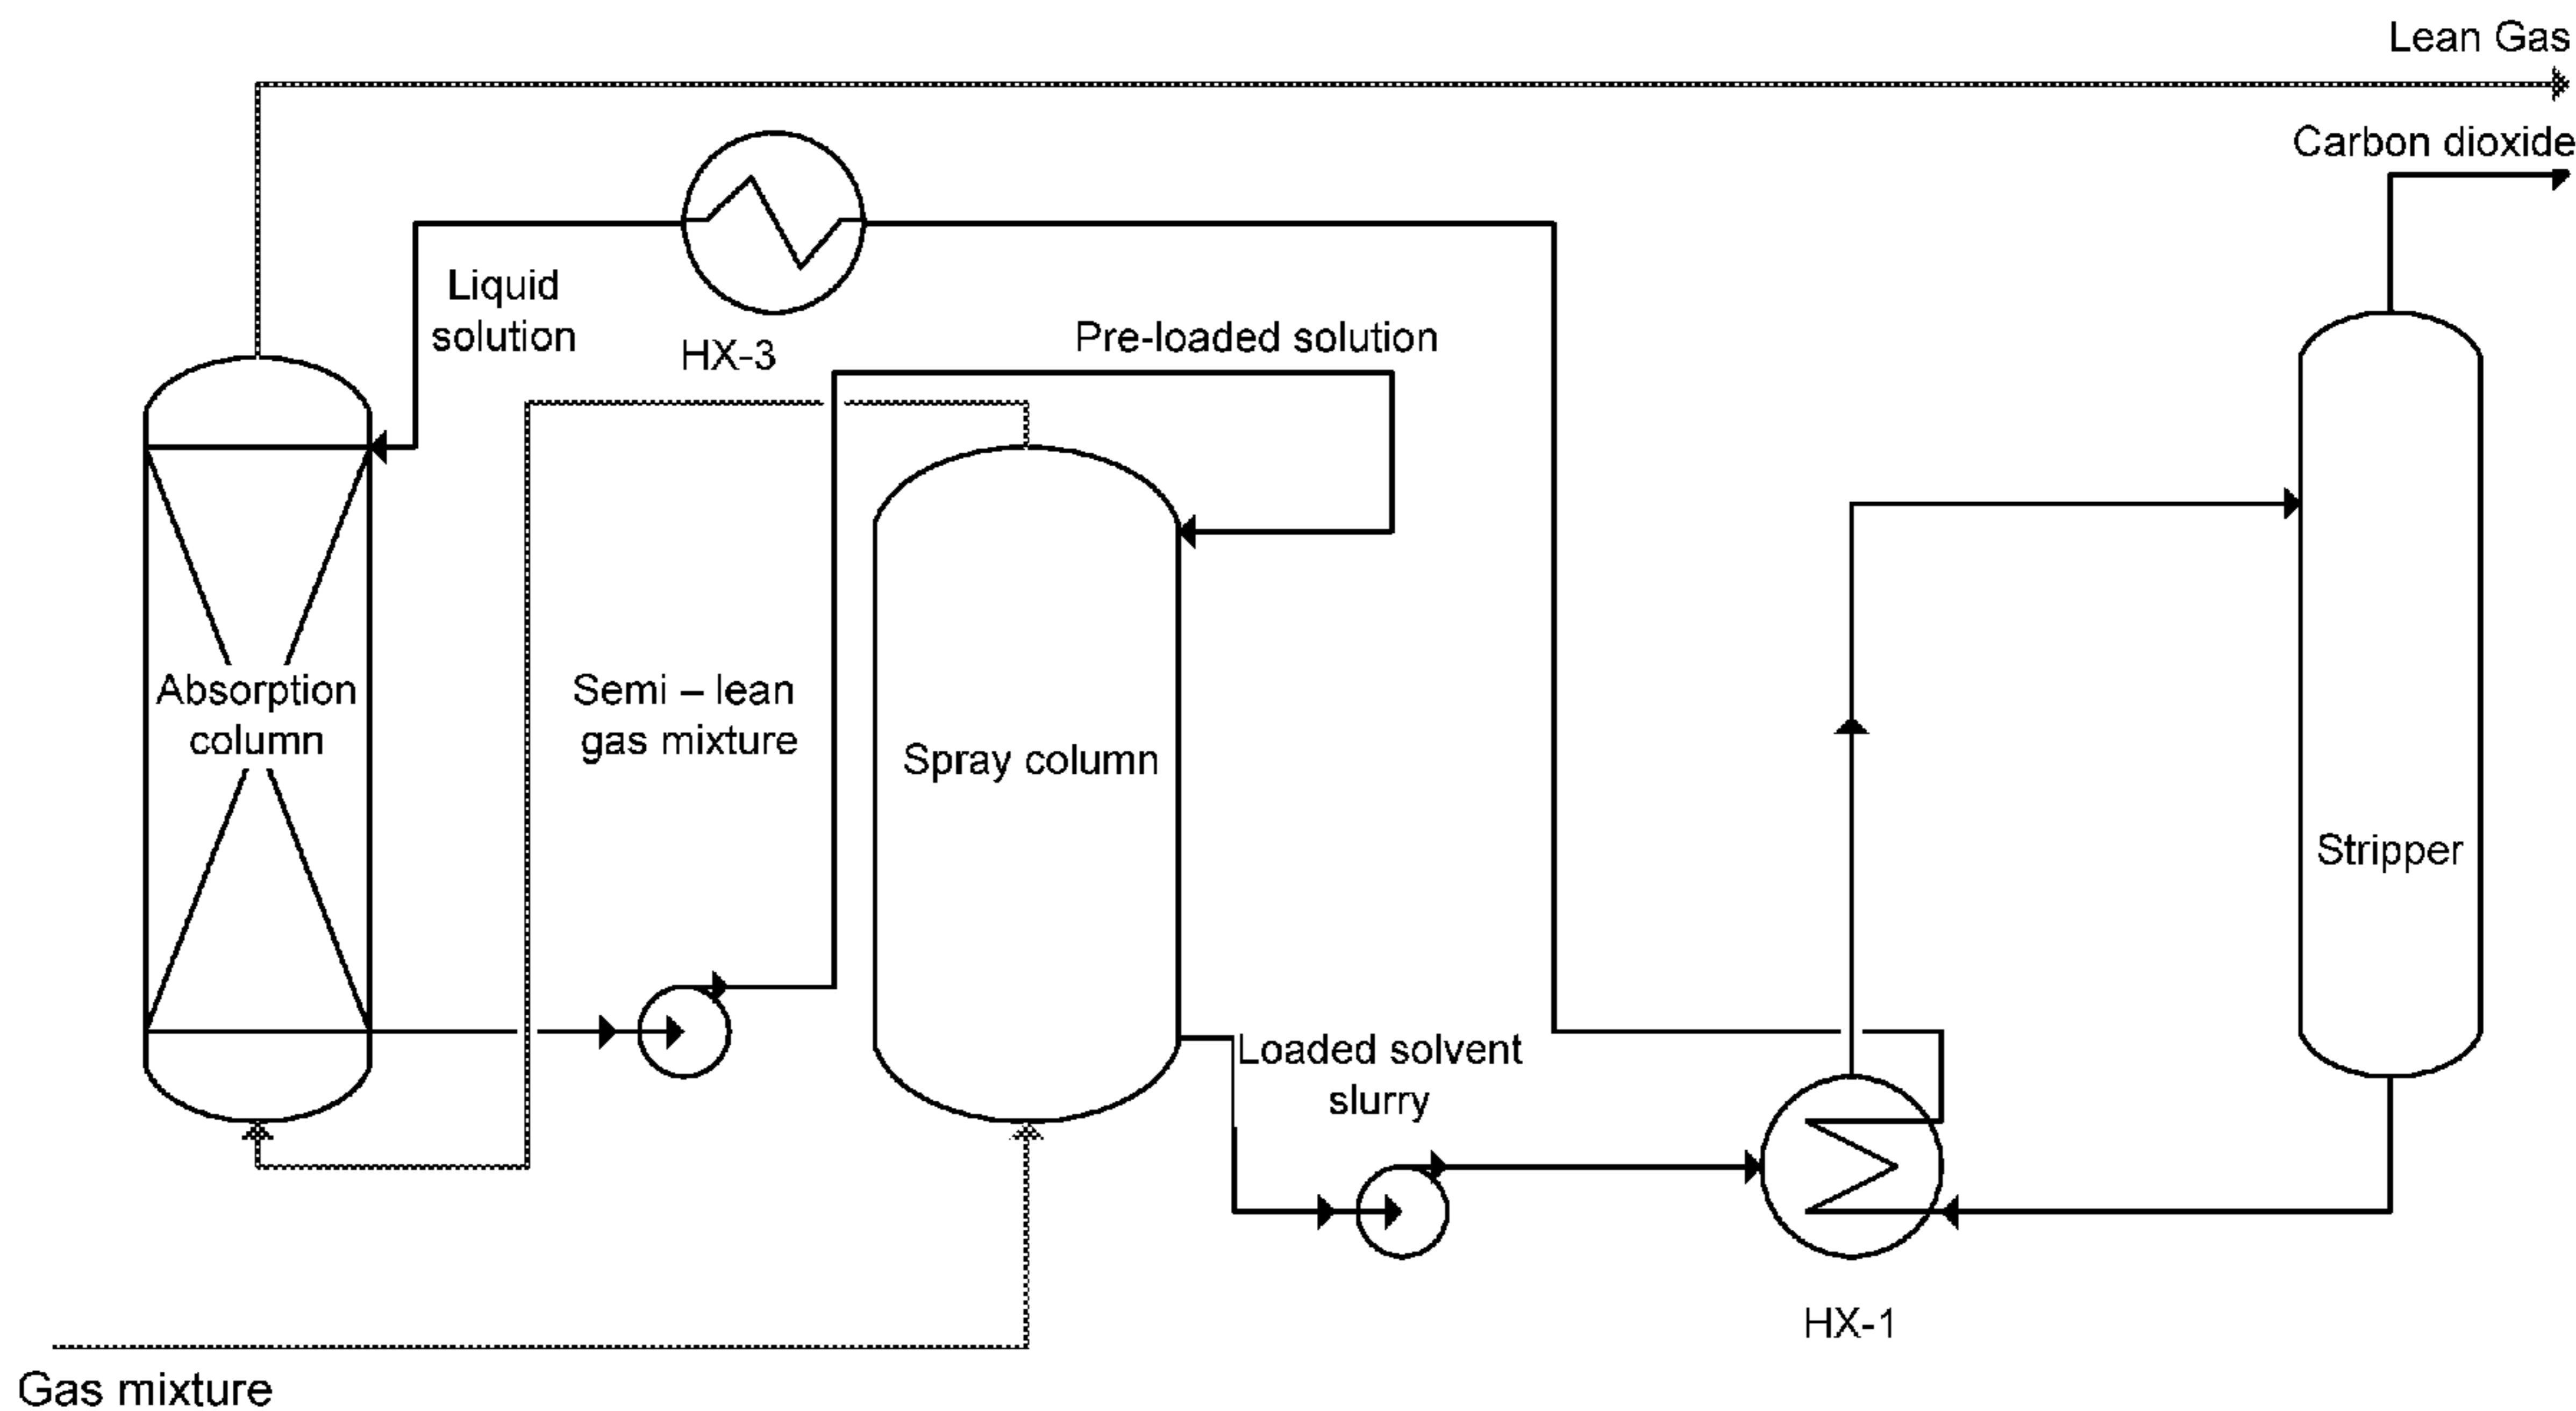 Lean Gas
Carbon dioxide
Liquid
solution
HX-3
Pre-loaded solution
Absorption
column
Semi – lean
gas mixture
Spray column
Stripper
Loaded solvent
slurry
HX-1
Gas mixture